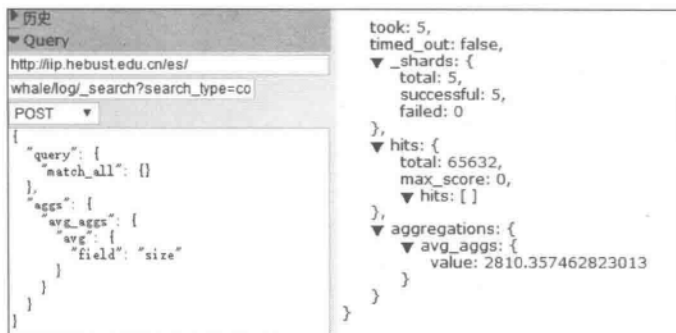 历史
Query
http://iip.hebust.edu.cn/es/
whale/log/_search?search_type=co
POST
{
"query": {
"match_all": {}
},
"aggs": {
"avg_aggs": {
"avg": {
"field": "size"
}
}
}
}
took: 5,
timed_out: false,
_shards: {
total: 5,
successful: 5,
failed: 0
},
hits: {
total: 65632,
max_score: 0,
hits: [ ]
},
aggregations: {
avg_aggs: {
value: 2810.357462823013
}
}
}